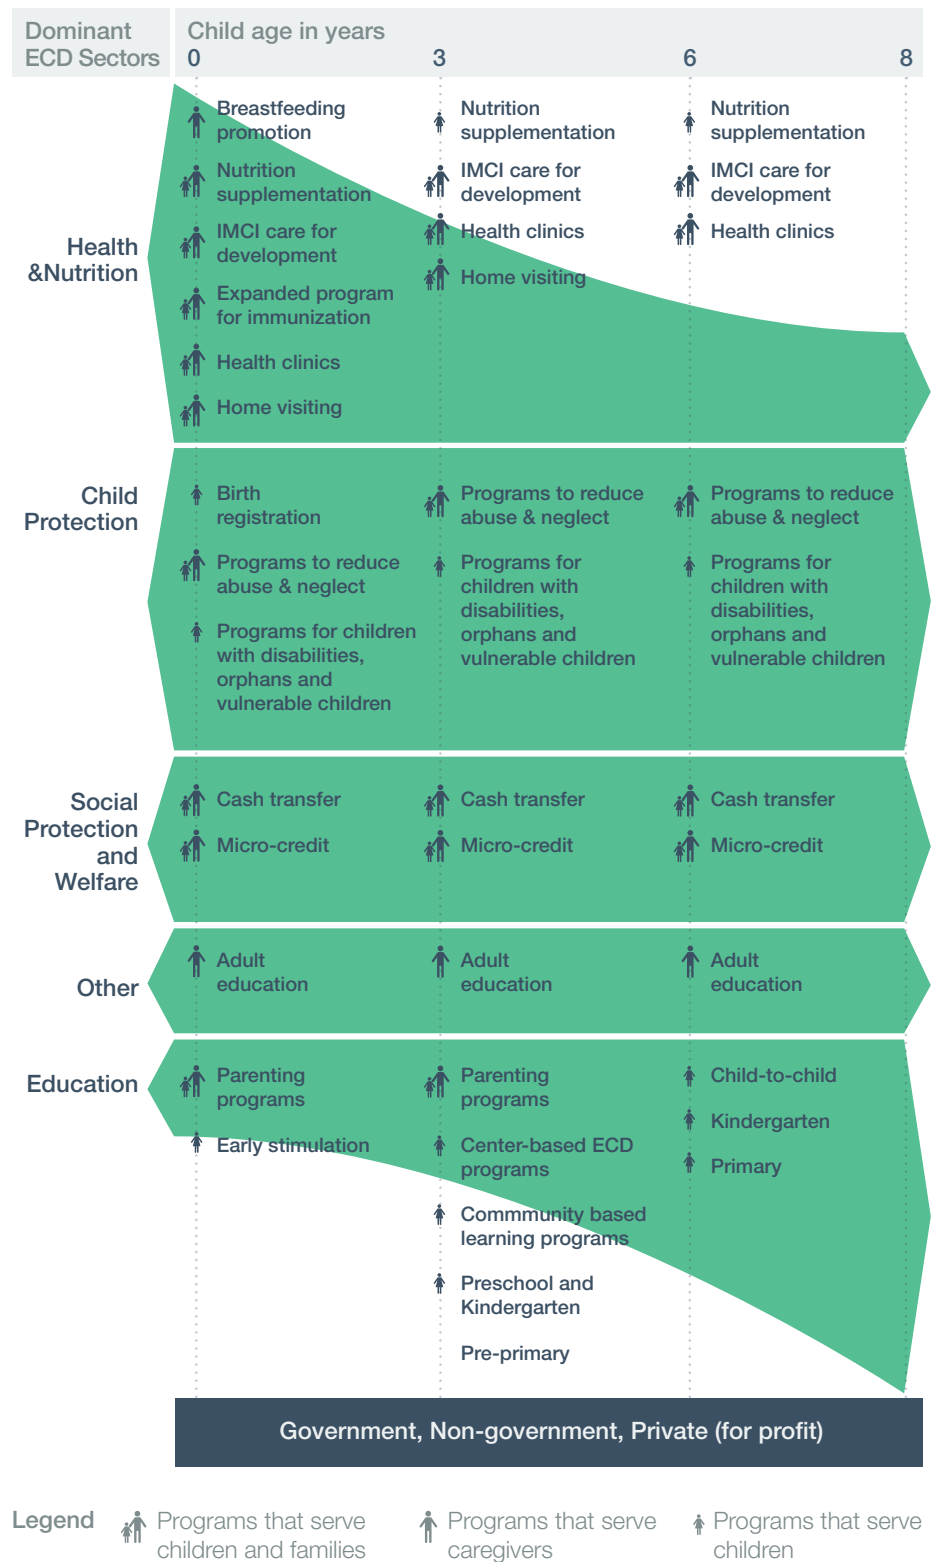 Dominant
ECD Sectors
Child age in years
0
3
6
8
Health
&Nutrition
Breastfeeding
promotion
Nutrition
supplementation
IMCI care for
development
Expanded program
for immunization
Health clinics
Home visiting
Nutrition
supplementation
IMCI care for
development
Health clinics
Home visiting
Nutrition
supplementation
IMCI care for
development
Health clinics
Child
Protection
Birth
registration
Programs to reduce
abuse & neglect
Programs for children
with disabilities,
orphans and
vulnerable children
Programs to reduce
abuse & neglect
Programs for
children with
disabilities,
orphans and
vulnerable children
Programs to reduce
abuse & neglect
Programs for
children with
disabilities,
orphans and
vulnerable children
Social
Protection
and
Welfare
Cash transfer
Micro-credit
Cash transfer
Micro-credit
Cash transfer
Micro-credit
Other
Adult
education
Adult
education
Adult
education
Education
Parenting
programs
Early stimulation
Parenting
programs
Center-based ECD
programs
Commmunity based
learning programs
Preschool and
Kindergarten
Pre-primary
Child-to-child
Kindergarten
Primary
Government, Non-government, Private (for profit)
Legend
Programs that serve
children and families
Programs that serve
caregivers
Programs that serve
children